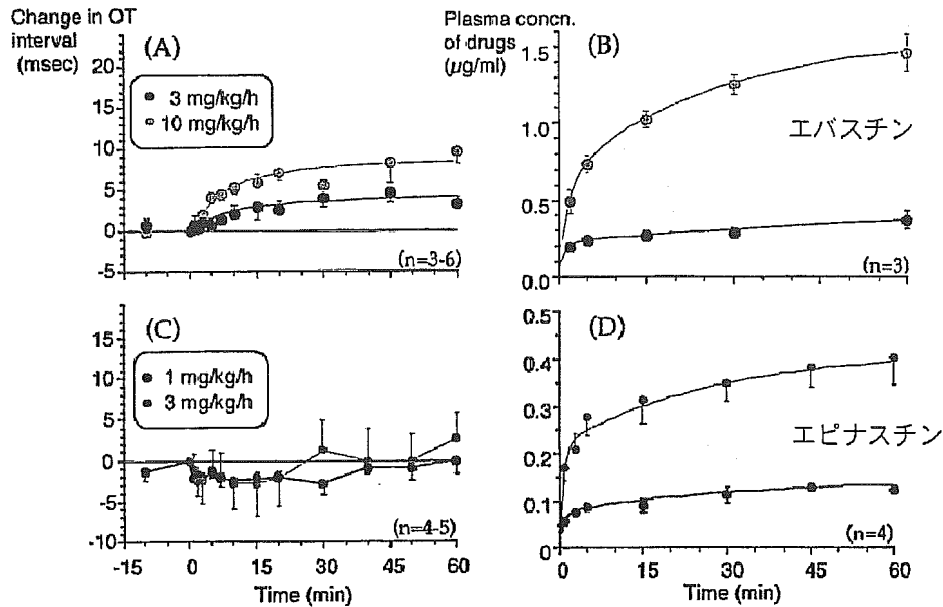 Change in OT
interval
(msec)
(A)
20
15
10
5
0
-5
3 mg/kg/h
10 mg/kg/h
(n=3-6)
Plasma concn.
of drugs
(µg/ml)
(B)
1.5
1.0
0.5
0.0
エバスチン
(n=3)
(C)
15
10
5
0
-5
-10
1 mg/kg/h
3 mg/kg/h
(n=4-5)
-15 0 15 30 45 60
Time (min)
(D)
0.5
0.4
0.3
0.2
0.1
0
エピナスチン
(n=4)
0 15 30 45 60
Time (min)